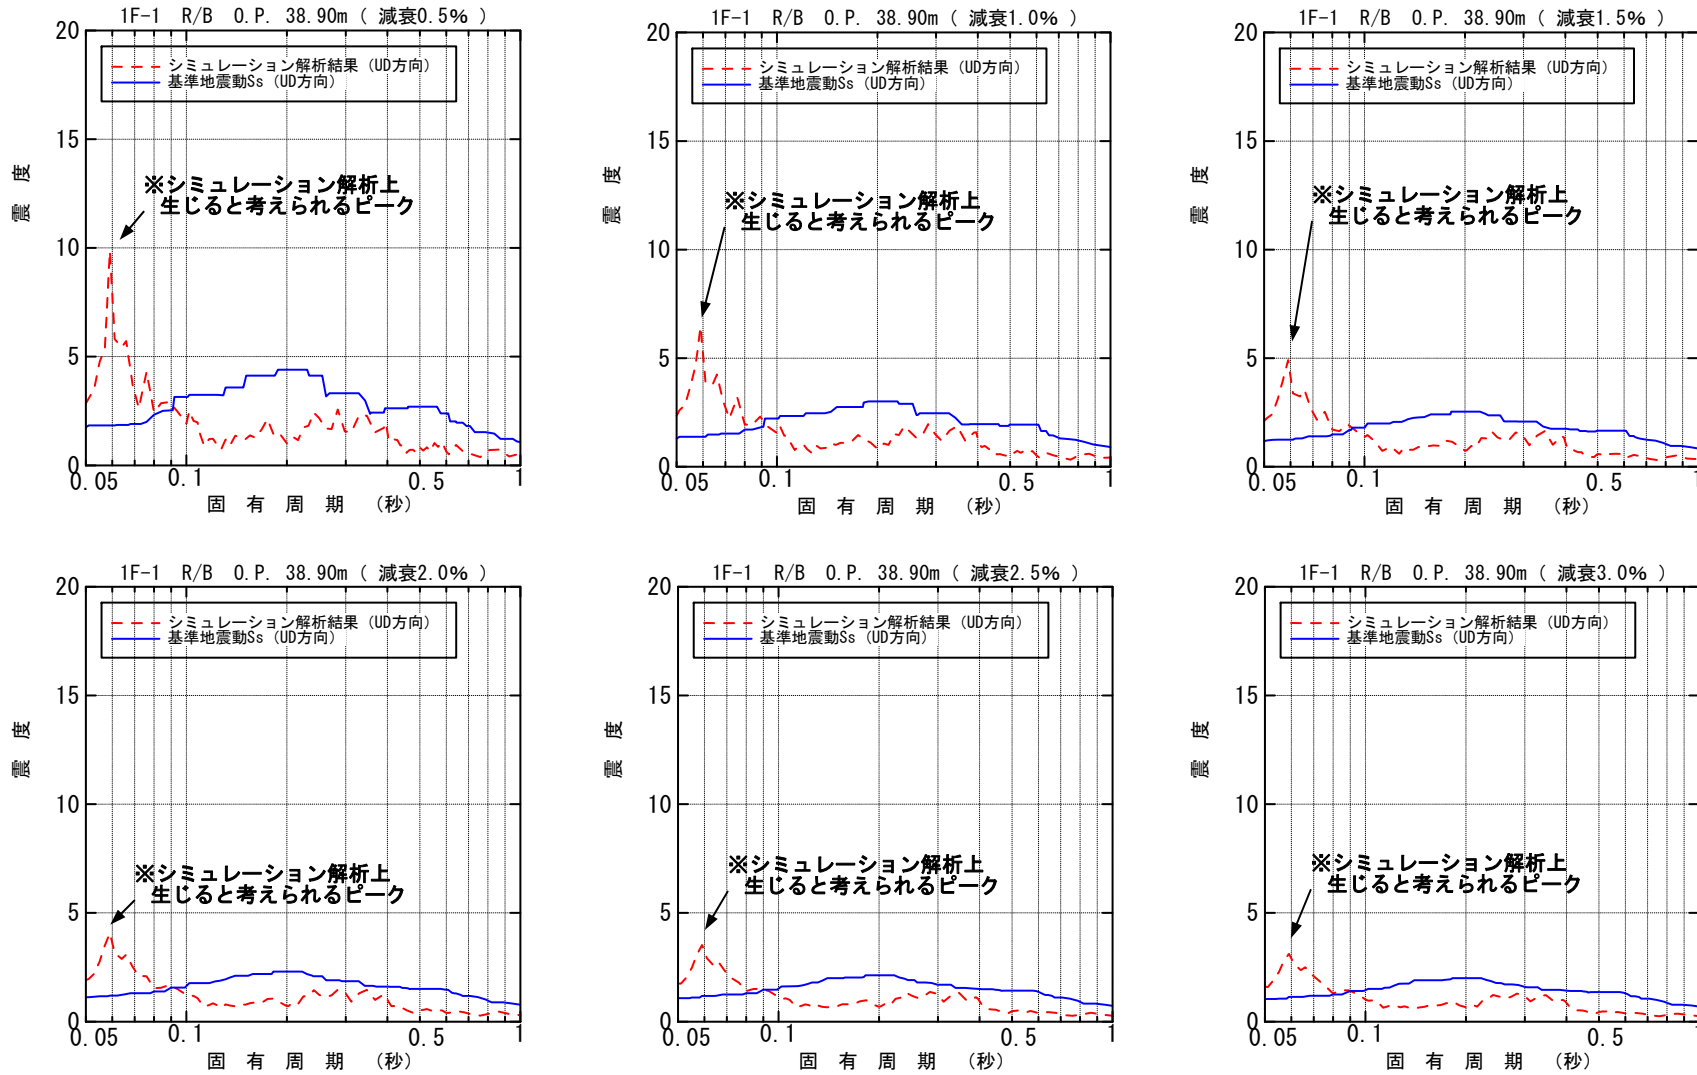 1F-1 R/B O.P. 38.90m ( 減衰0.5% )
20
15
10
5
0
震 度
シミュレーション解析結果 (UD方向)
基準地震動Ss (UD方向)
※シミュレーション解析上
生じると考えられるピーク
0.05 0.1 0.5 1
固 有 周 期 (秒)
1F-1 R/B O.P. 38.90m ( 減衰1.0% )
20
15
10
5
0
震 度
シミュレーション解析結果 (UD方向)
基準地震動Ss (UD方向)
※シミュレーション解析上
生じると考えられるピーク
0.05 0.1 0.5 1
固 有 周 期 (秒)
1F-1 R/B O.P. 38.90m ( 減衰1.5% )
20
15
10
5
0
震 度
シミュレーション解析結果 (UD方向)
基準地震動Ss (UD方向)
※シミュレーション解析上
生じると考えられるピーク
0.05 0.1 0.5 1
固 有 周 期 (秒)
1F-1 R/B O.P. 38.90m ( 減衰2.0% )
20
15
10
5
0
震 度
シミュレーション解析結果 (UD方向)
基準地震動Ss (UD方向)
※シミュレーション解析上
生じると考えられるピーク
0.05 0.1 0.5 1
固 有 周 期 (秒)
1F-1 R/B O.P. 38.90m ( 減衰2.5% )
20
15
10
5
0
震 度
シミュレーション解析結果 (UD方向)
基準地震動Ss (UD方向)
※シミュレーション解析上
生じると考えられるピーク
0.05 0.1 0.5 1
固 有 周 期 (秒)
1F-1 R/B O.P. 38.90m ( 減衰3.0% )
20
15
10
5
0
震 度
シミュレーション解析結果 (UD方向)
基準地震動Ss (UD方向)
※シミュレーション解析上
生じると考えられるピーク
0.05 0.1 0.5 1
固 有 周 期 (秒)